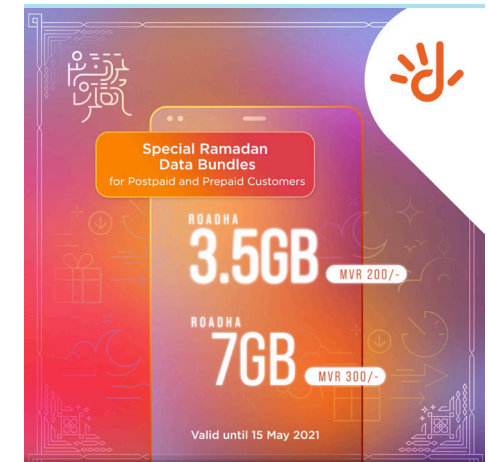 Special Ramadan
Data Bundles
for Postpaid and Prepaid Customers
ROADHA
3.5GB
MVR 200/-
ROADHA
7GB
MVR 300/-
Valid until 15 May 2021